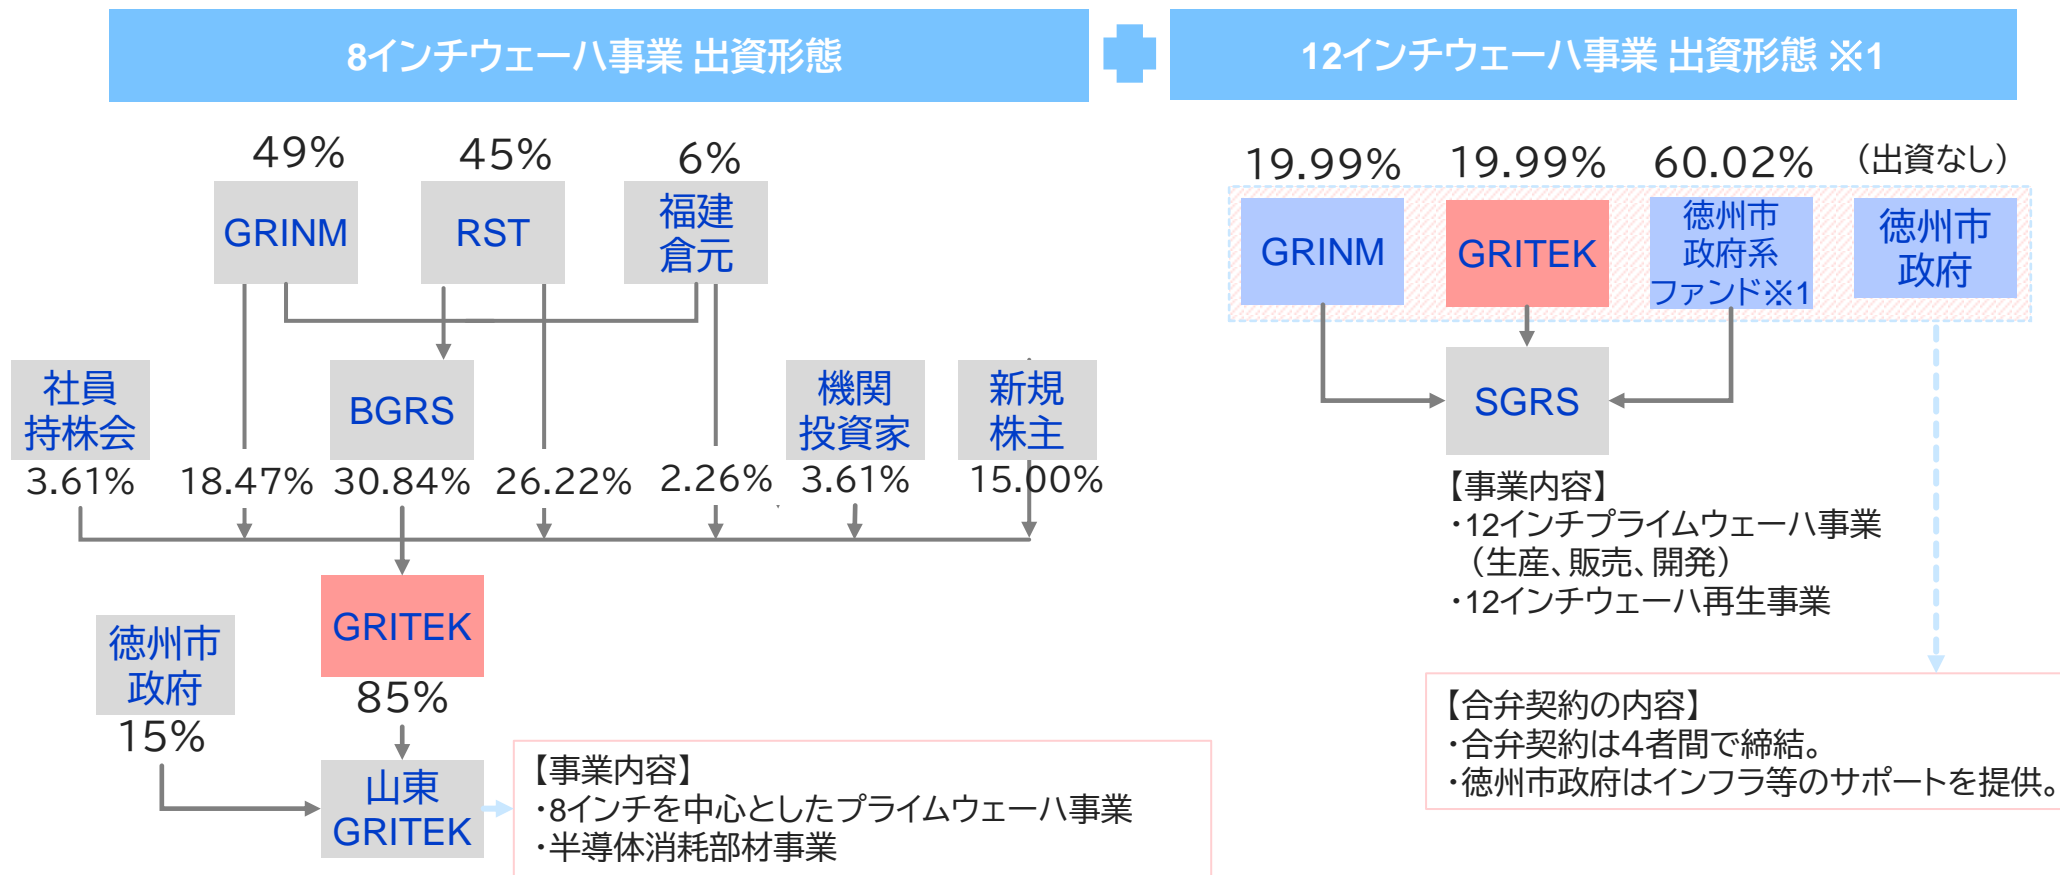 8インチウェーハ事業 出資形態
12インチウェーハ事業 出資形態 ※1
49%
45%
6%
GRINM
RST
福建
倉元
社員
持株会
BGRS
機関
投資家
新規
株主
3.61%
18.47%
30.84%
26.22%
2.26%
3.61%
15.00%
GRITEK
85%
徳州市
政府
15%
山東
GRITEK
【事業内容】
・8インチを中心としたプライムウェーハ事業
・半導体消耗部材事業
19.99%
19.99%
60.02%
（出資なし）
GRINM
GRITEK
徳州市
政府系
ファンド※1
徳州市
政府
SGRS
【事業内容】
・12インチプライムウェーハ事業
（生産、販売、開発）
・12インチウェーハ再生事業
【合弁契約の内容】
・合弁契約は4者間で締結。
・徳州市政府はインフラ等のサポートを提供。